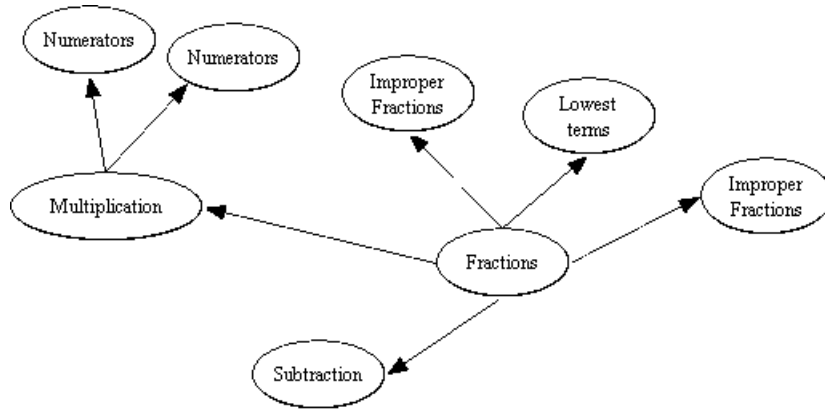 Numerators
Numerators
Improper
Fractions
Lowest
terms
Multiplication
Improper
Fractions
Fractions
Subtraction